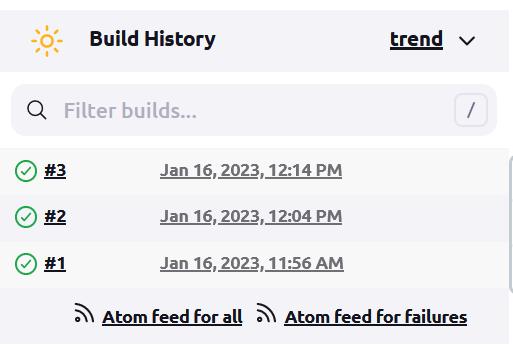 Build History trend
Filter builds... /
#3 Jan 16, 2023, 12:14 PM
#2 Jan 16, 2023, 12:04 PM
#1 Jan 16, 2023, 11:56 AM
Atom feed for all Atom feed for failures